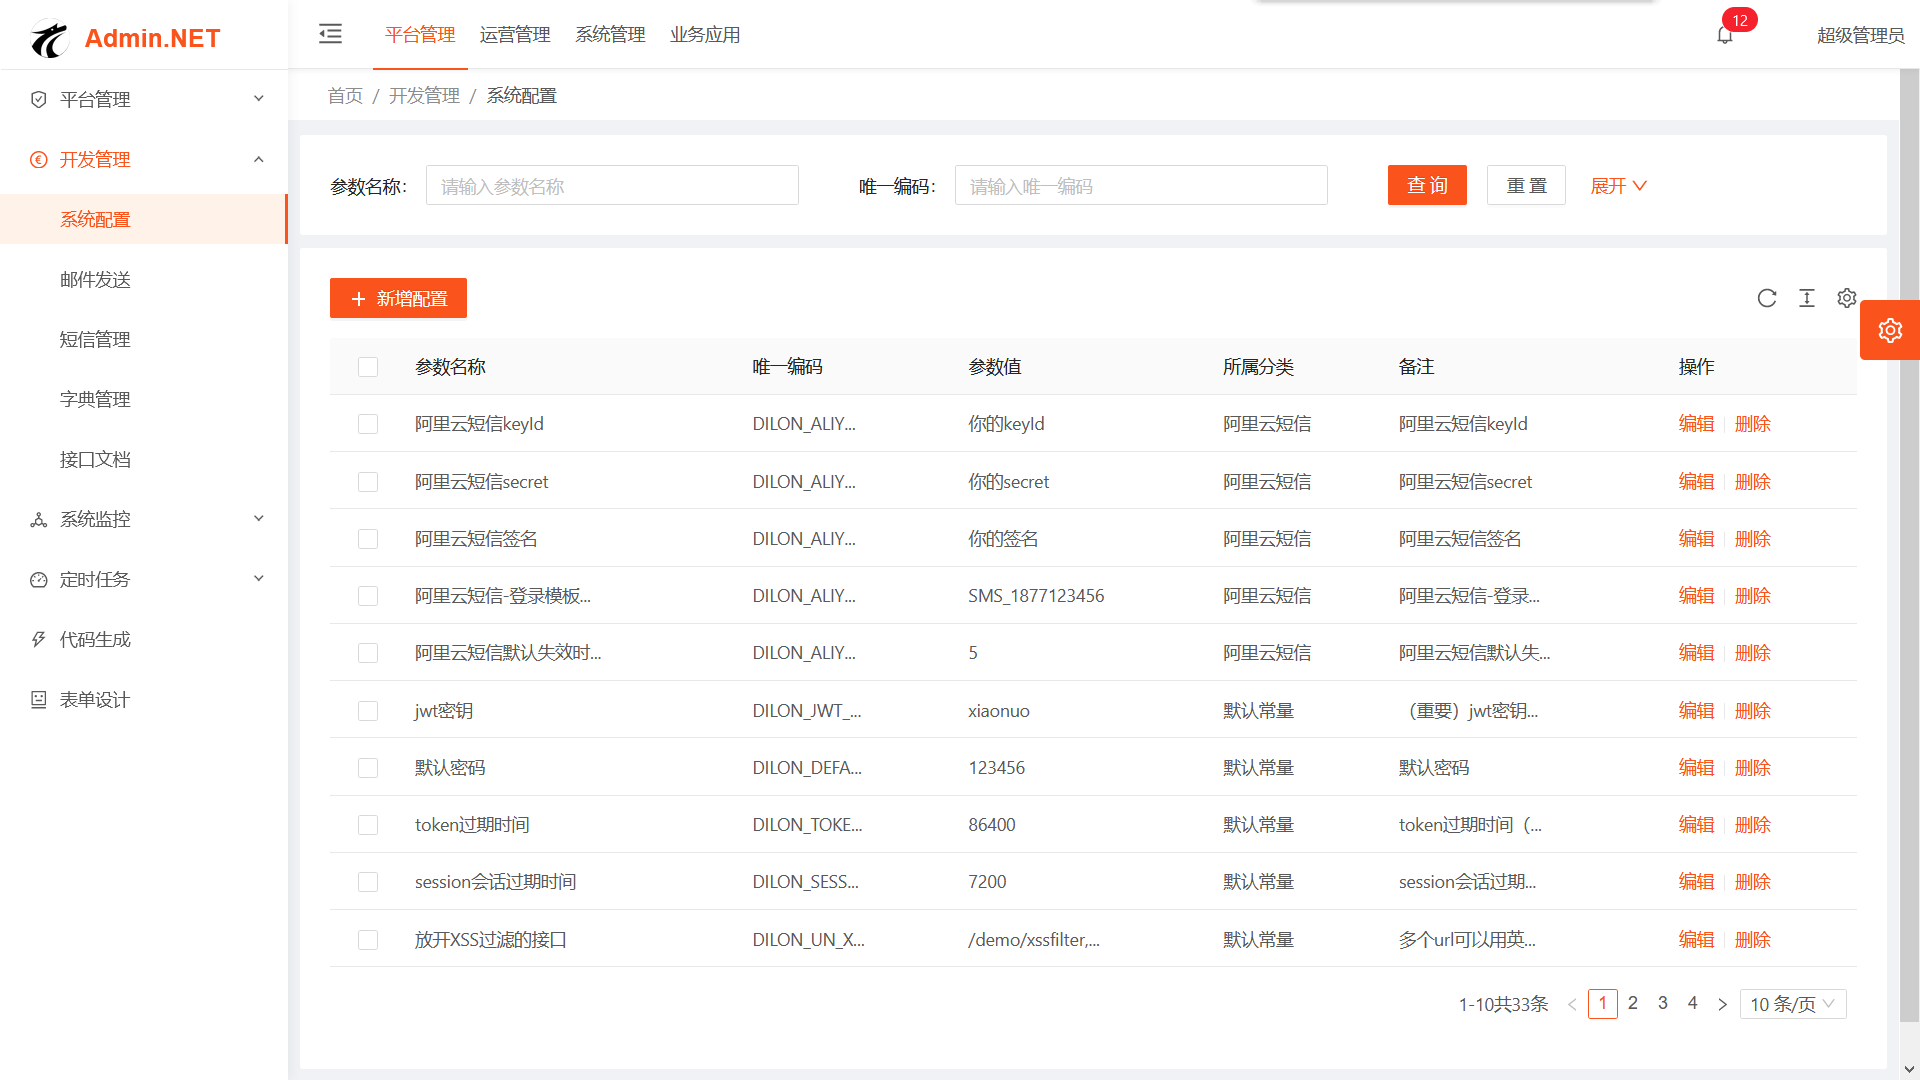 Admin.NET
平台管理 运营管理 系统管理 业务应用
12
超级管理员
首页 / 开发管理 / 系统配置
平台管理
开发管理
系统配置
邮件发送
短信管理
字典管理
接口文档
系统监控
定时任务
代码生成
表单设计
参数名称: 请输入参数名称 唯一编码: 请输入唯一编码 查 询 重 置 展开
+ 新增配置
参数名称 唯一编码 参数值 所属分类 备注 操作
阿里云短信keyId DILON_ALIY... 你的keyId 阿里云短信 阿里云短信keyId 编辑 删除
阿里云短信secret DILON_ALIY... 你的secret 阿里云短信 阿里云短信secret 编辑 删除
阿里云短信签名 DILON_ALIY... 你的签名 阿里云短信 阿里云短信签名 编辑 删除
阿里云短信-登录模板... DILON_ALIY... SMS_1877123456 阿里云短信 阿里云短信-登录... 编辑 删除
阿里云短信默认失效时... DILON_ALIY... 5 阿里云短信 阿里云短信默认失... 编辑 删除
jwt密钥 DILON_JWT_... xiaonuo 默认常量 （重要）jwt密钥... 编辑 删除
默认密码 DILON_DEFA... 123456 默认常量 默认密码 编辑 删除
token过期时间 DILON_TOKE... 86400 默认常量 token过期时间（... 编辑 删除
session会话过期时间 DILON_SESS... 7200 默认常量 session会话过期... 编辑 删除
放开XSS过滤的接口 DILON_UN_X... /demo/xssfilter,... 默认常量 多个url可以用英... 编辑 删除
1-10共33条 < 1 2 3 4 > 10 条/页